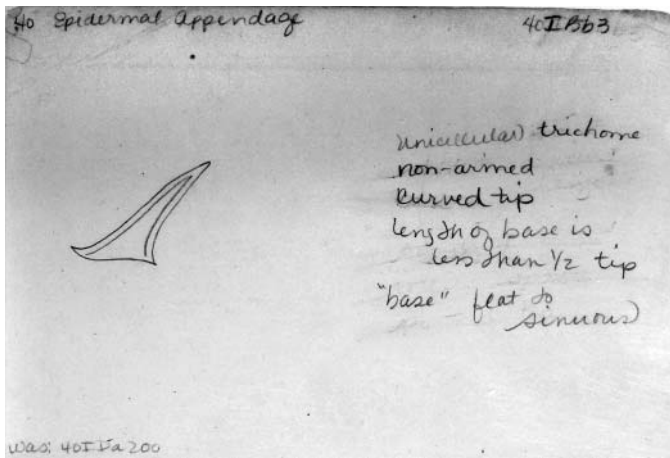 40 Epidermal Appendage
40IBb3
unicellular trichome
non-armed
curved tip
length of base is
less than 1/2 tip
"base" flat to
sinuous
was: 40IDa200